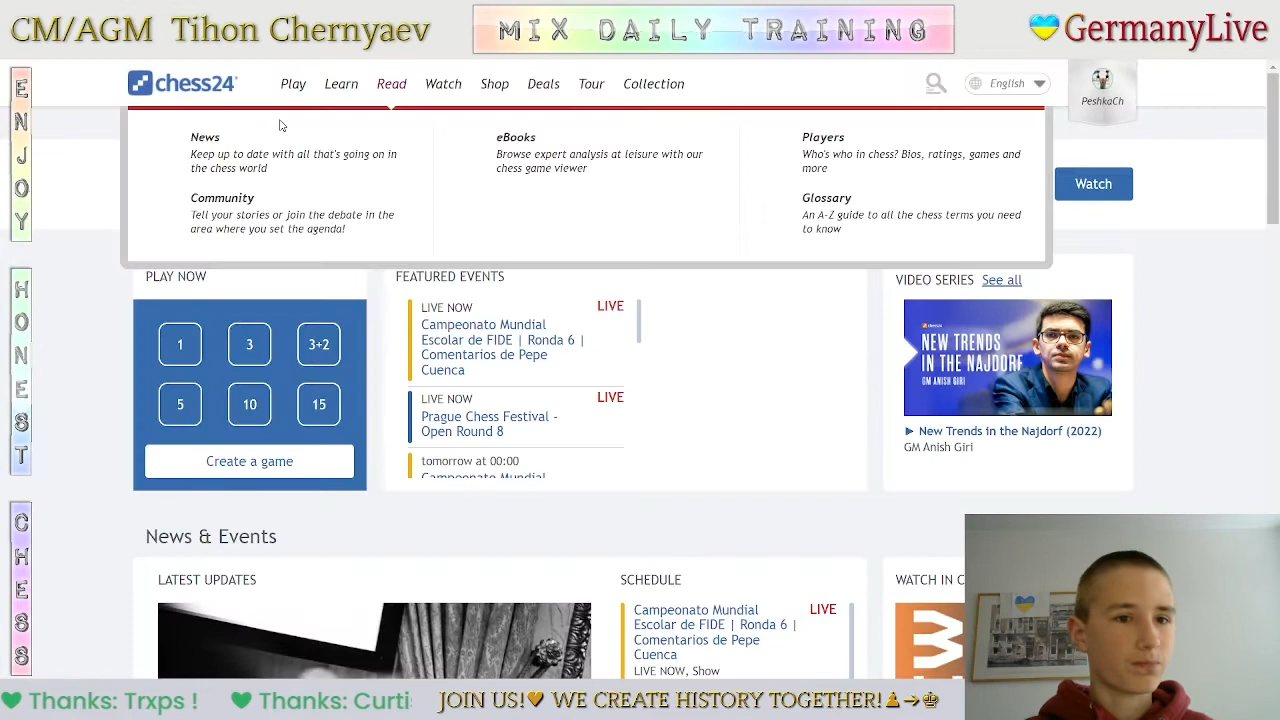 CM/AGM Tihon Chernyaev
MIX DAILY TRAINING
GermanyLive
ENJOY
HONEST
CHESS
chess24
Play Learn Read Watch Shop Deals Tour Collection
English
PeshkaCh
News
Keep up to date with all that's going on in
the chess world
Community
Tell your stories or join the debate in the
area where you set the agenda!
eBooks
Browse expert analysis at leisure with our
chess game viewer
Players
Who's who in chess? Bios, ratings, games and
more
Glossary
An A-Z guide to all the chess terms you need
to know
Watch
PLAY NOW
1 3 3+2
5 10 15
Create a game
FEATURED EVENTS
LIVE NOW LIVE
Campeonato Mundial
Escolar de FIDE | Ronda 6 |
Comentarios de Pepe
Cuenca
LIVE NOW LIVE
Prague Chess Festival -
Open Round 8
tomorrow at 00:00
Campeonato Mundial
VIDEO SERIES See all
chess24
NEW TRENDS
IN THE NAJDORF
GM ANISH GIRI
New Trends in the Najdorf (2022)
GM Anish Giri
News & Events
LATEST UPDATES
SCHEDULE
Campeonato Mundial LIVE
Escolar de FIDE | Ronda 6 |
Comentarios de Pepe
Cuenca
LIVE NOW, Show
WATCH IN C
Thanks: Trxps ! Thanks: Curti
JOIN US! WE CREATE HISTORY TOGETHER!